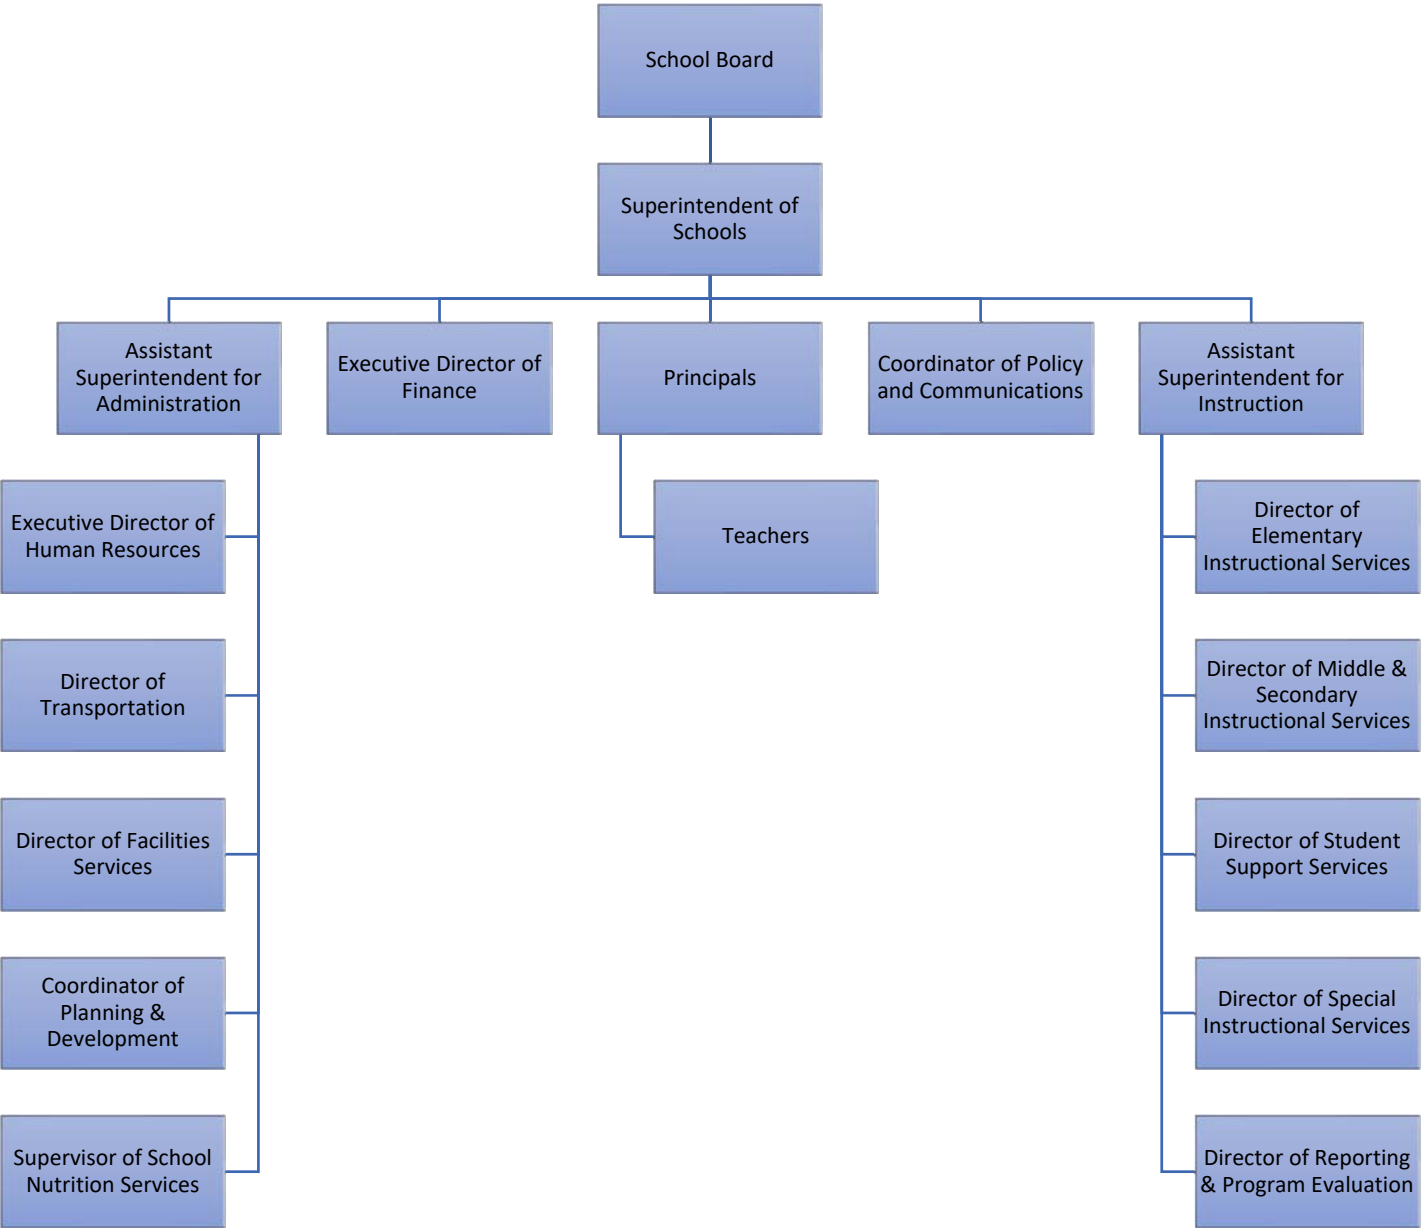 School Board
Superintendent of
Schools
Assistant
Superintendent for
Administration
Executive Director of
Finance
Principals
Coordinator of Policy
and Communications
Assistant
Superintendent for
Instruction
Executive Director of
Human Resources
Teachers
Director of
Elementary
Instructional Services
Director of
Transportation
Director of Middle &
Secondary
Instructional Services
Director of Facilities
Services
Director of Student
Support Services
Coordinator of
Planning &
Development
Director of Special
Instructional Services
Supervisor of School
Nutrition Services
Director of Reporting
& Program Evaluation